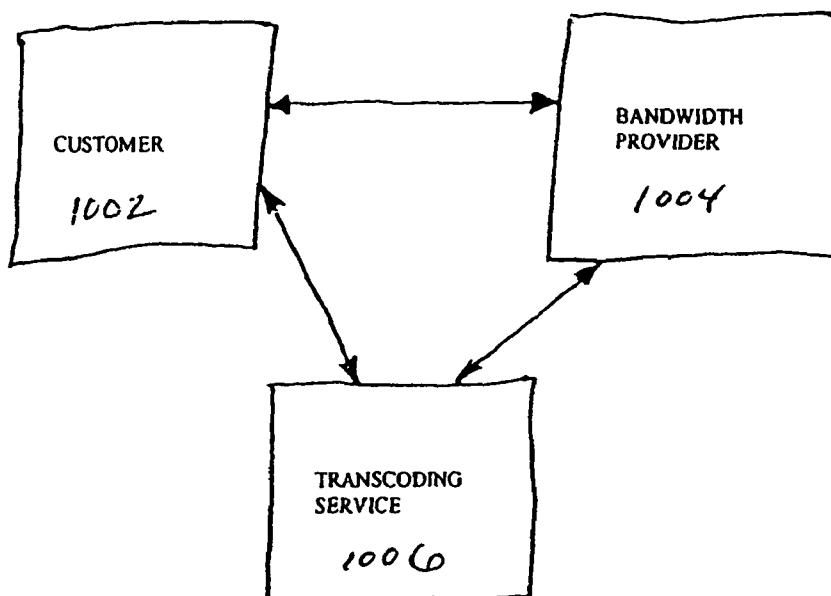 CUSTOMER
1002
BANDWIDTH
PROVIDER
1004
TRANSCODING
SERVICE
1006